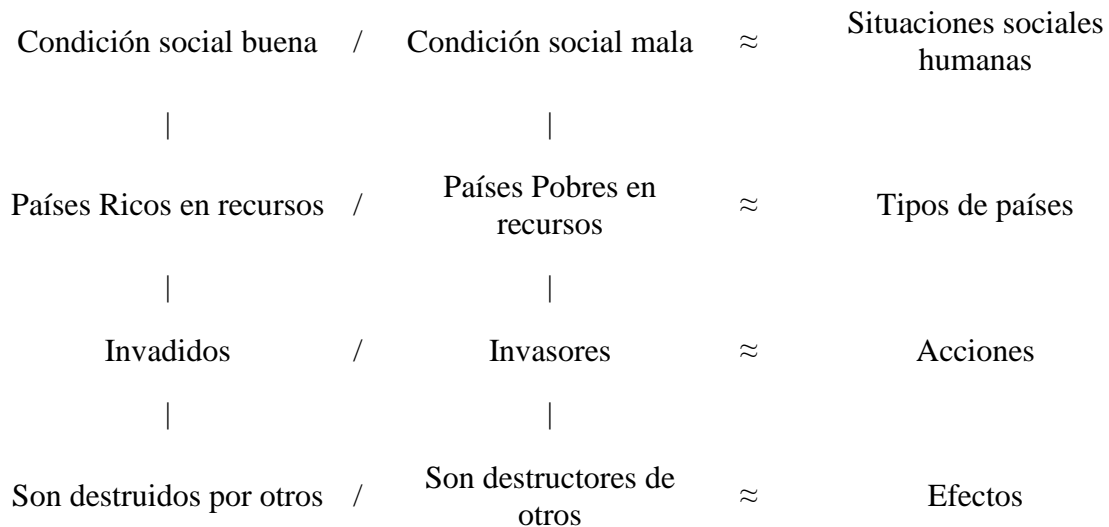 Condición social buena / Condición social mala ≈ Situaciones sociales
humanas
| |
Países Ricos en recursos / Países Pobres en
recursos ≈ Tipos de países
| |
Invadidos / Invasores ≈ Acciones
| |
Son destruidos por otros / Son destructores de
otros ≈ Efectos